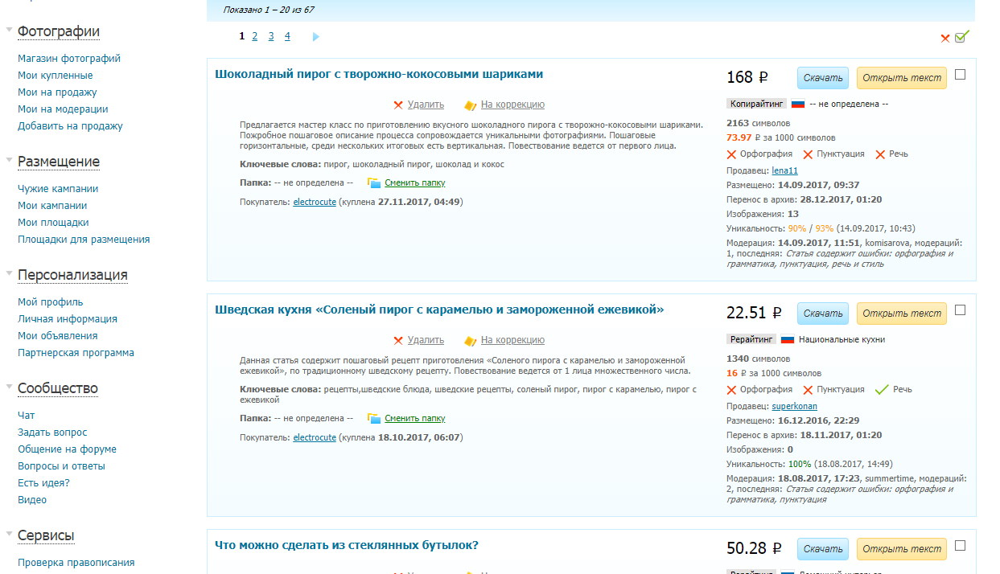 Показано 1 – 20 из 67
1 2 3 4
Фотографии
Магазин фотографий
Мои купленные
Мои на продажу
Мои на модерации
Добавить на продажу
Размещение
Чужие кампании
Мои кампании
Мои площадки
Площадки для размещения
Персонализация
Мой профиль
Личная информация
Мои объявления
Партнерская программа
Сообщество
Чат
Задать вопрос
Общение на форуме
Вопросы и ответы
Есть идея?
Видео
Сервисы
Проверка правописания
Шоколадный пирог с творожно-кокосовыми шариками
Удалить На коррекцию
Предлагается мастер класс по приготовлению вкусного шоколадного пирога с творожно-кокосовыми шариками.
Пожробное пошаговое описание процесса сопровождается уникальными фотографиями. Пошаговые
горизонтальные, среди нескольких итоговых есть вертикальная. Повествование ведется от первого лица.
Ключевые слова: пирог, шоколадный пирог, шоколад и кокос
Папка: -- не определена -- Сменить папку
Покупатель: electrocute (куплена 27.11.2017, 04:49)
168 ₽ Скачать Открыть текст
Копирайтинг -- не определена --
2163 символов
73.97 ₽ за 1000 символов
Орфография Пунктуация Речь
Продавец: lena11
Размещено: 14.09.2017, 09:37
Перенос в архив: 28.12.2017, 01:20
Изображения: 13
Уникальность: 90% / 93% (14.09.2017, 10:43)
Модерация: 14.09.2017, 11:51, komisarova, модераций:
1, последняя: Статья содержит ошибки: орфография и
грамматика, пунктуация, речь и стиль
Шведская кухня «Соленый пирог с карамелью и замороженной ежевикой»
Удалить На коррекцию
Данная статья содержит пошаговый рецепт приготовления «Соленого пирога с карамелью и замороженной
ежевикой», по традиционному шведскому рецепту. Повествование ведется от 1 лица множественного числа.
Ключевые слова: рецепты,шведские блюда, шведские рецепты, соленый пирог, пирог с карамелью, пирог с
ежевикой
Папка: -- не определена -- Сменить папку
Покупатель: electrocute (куплена 18.10.2017, 06:07)
22.51 ₽ Скачать Открыть текст
Рерайтинг Национальные кухни
1340 символов
16 ₽ за 1000 символов
Орфография Пунктуация Речь
Продавец: superkonan
Размещено: 16.12.2016, 22:29
Перенос в архив: 18.11.2017, 01:20
Изображения: 0
Уникальность: 100% (18.08.2017, 14:49)
Модерация: 18.08.2017, 17:23, summertime, модераций:
2, последняя: Статья содержит ошибки: орфография и
грамматика, пунктуация
Что можно сделать из стеклянных бутылок?
50.28 ₽ Скачать Открыть текст